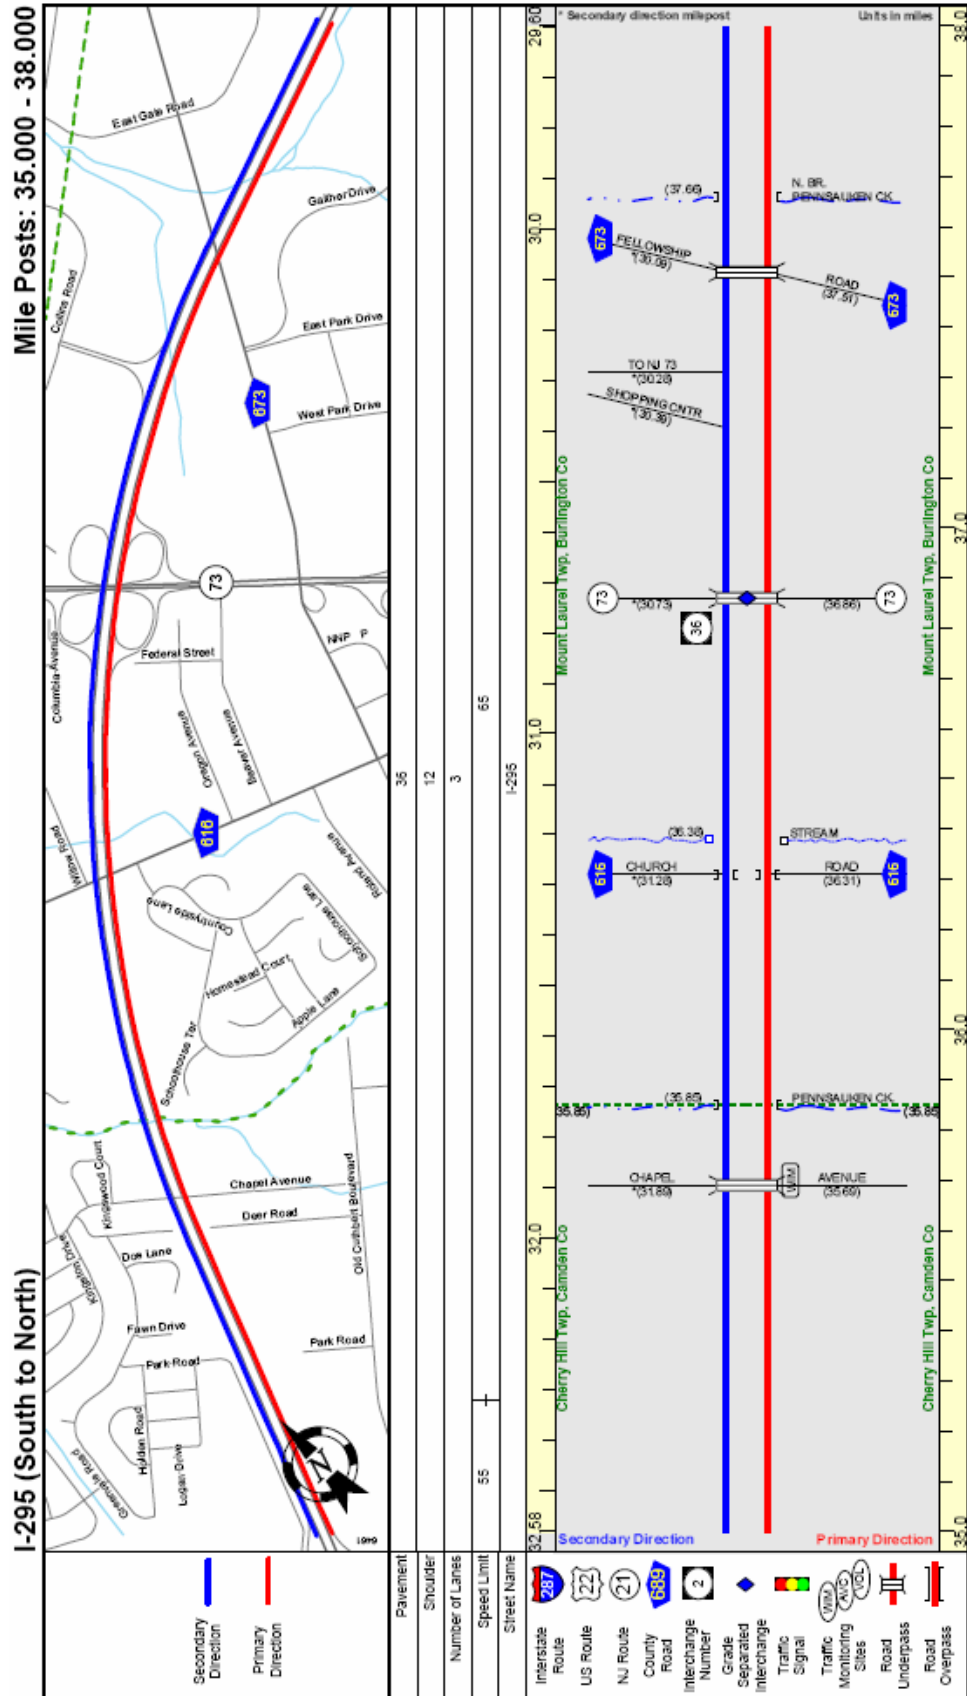 I-295 (South to North)
Mile Posts: 35.000 - 38.000
East Gate Road
Gaither Drive
Collins Road
East Park Drive
673
West Park Drive
73
Columbia Avenue
Federal Street
NNP P
Oregon Avenue
Beaver Avenue
616
Willow Road
Roland Avenue
Countryside Lane
Schoolhouse Lane
Homestead Court
Apple Lane
Schoolhouse Ter
Kingswood Court
Chapel Avenue
Old Cuthbert Boulevard
Deer Road
Kingston Drive
Doe Lane
Fawn Drive
Park Road
Park Road
Holden Road
Logan Drive
Greenvale Road
N
Secondary Direction
Primary Direction
Pavement
36
Shoulder
12
Number of Lanes
3
Speed Limit
55
65
Street Name
I-295
* Secondary direction milepost
Units in miles
32.58
32.0
31.0
30.0
29.60
Secondary Direction
Primary Direction
Cherry Hill Twp, Camden Co
Mount Laurel Twp, Burlington Co
Cherry Hill Twp, Camden Co
Mount Laurel Twp, Burlington Co
CHAPEL
*(31.89)
WIM
AVENUE
(35.69)
(35.85)
(35.85)
PENNSAUKEN CK.
(35.85)
616
CHURCH
*(31.28)
ROAD
(36.31)
616
(36.38)
STREAM
73
*(30.73)
36
(36.86)
73
SHOPPING CNTR
*(30.39)
TO NJ 73
*(30.28)
673
FELLOWSHIP
*(30.09)
ROAD
(37.51)
673
(37.66)
N. BR.
PENNSAUKEN CK.
35.0
36.0
37.0
38.0
Interstate Route
287
US Route
22
NJ Route
21
County Road
689
Interchange Number
2
Grade Separated Interchange
Traffic Signal
Traffic Monitoring Sites
WIM
AVC
VOL
Road Underpass
Road Overpass